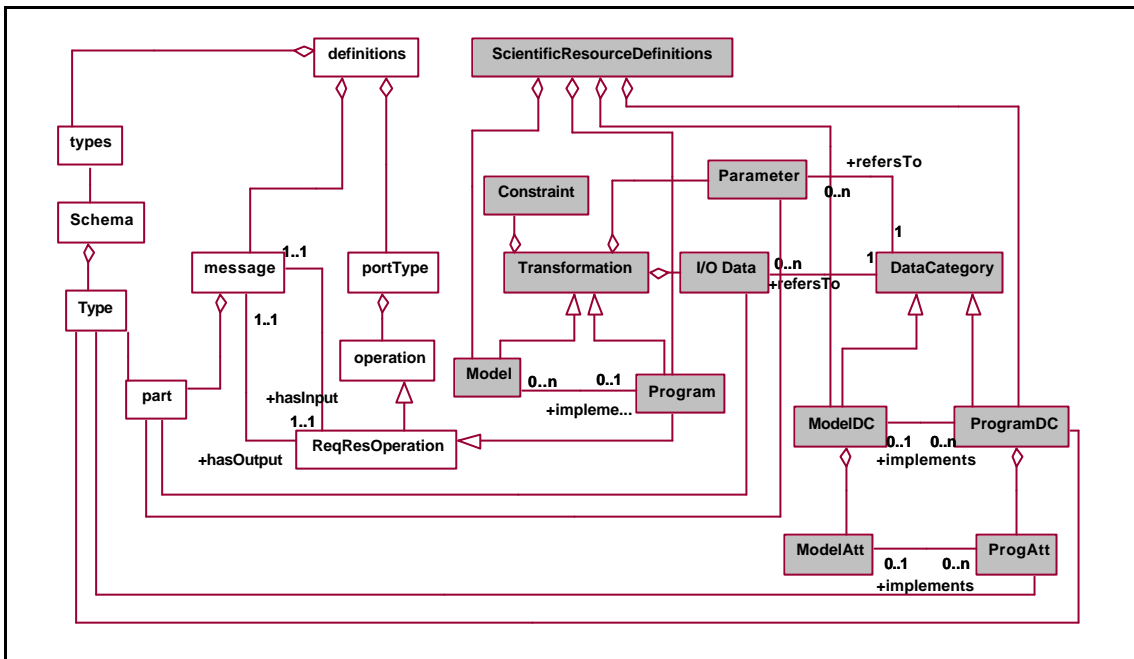 definitions
ScientificResourceDefinitions
types
+refersTo
Parameter
0..n
Constraint
Schema
1
1..1
1
message
portType
Transformation
I/O Data
0..n
DataCategory
+refersTo
Type
1..1
operation
Model
0..n
0..1
Program
part
+hasInput
+impleme...
1..1
ModelDC
ProgramDC
ReqResOperation
0..1
0..n
+hasOutput
+implements
ModelAtt
ProgAtt
0..1
0..n
+implements